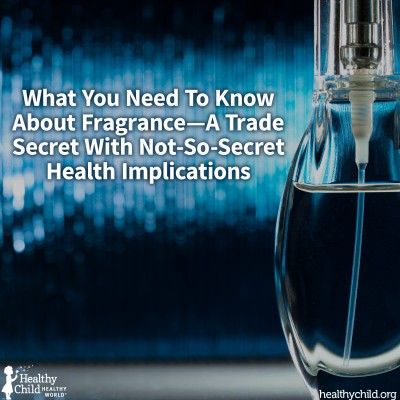 What You Need To Know
About Fragrance—A Trade
Secret With Not-So-Secret
Health Implications
Healthy
Child HEALTHY
WORLD®
healthychild.org